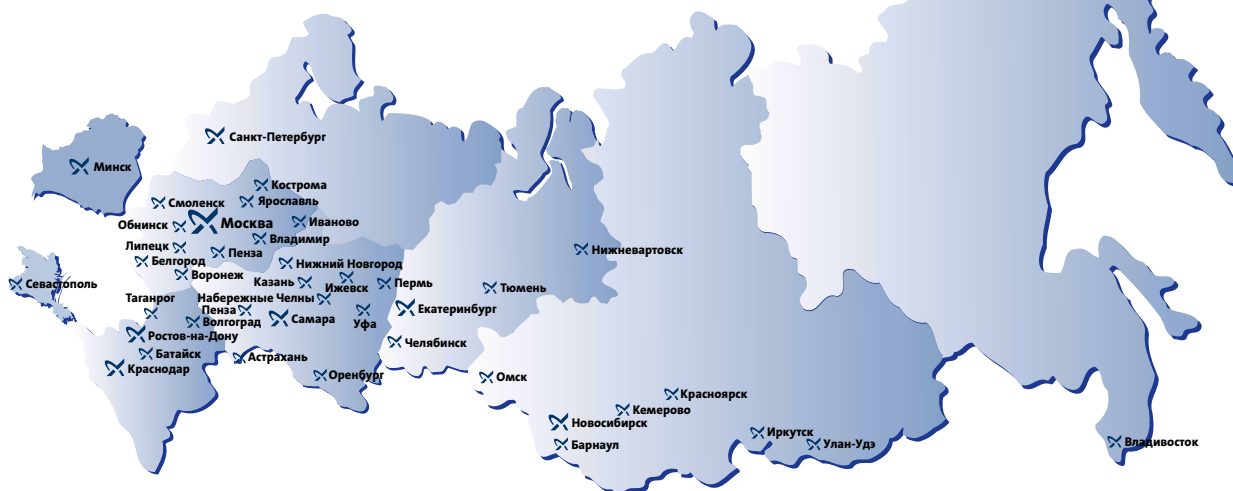 Санкт-Петербург
Минск
Кострома
Смоленск
Ярославль
Обнинск
Москва
Иваново
Владимир
Липецк
Пенза
Нижневартовск
Белгород
Нижний Новгород
Воронеж
Севастополь
Казань
Ижевск
Пермь
Тюмень
Таганрог
Набережные Челны
Пенза
Екатеринбург
Волгоград
Самара
Уфа
Ростов-на-Дону
Челябинск
Батайск
Астрахань
Краснодар
Оренбург
Омск
Красноярск
Кемерово
Новосибирск
Иркутск
Барнаул
Улан-Удэ
Владивосток